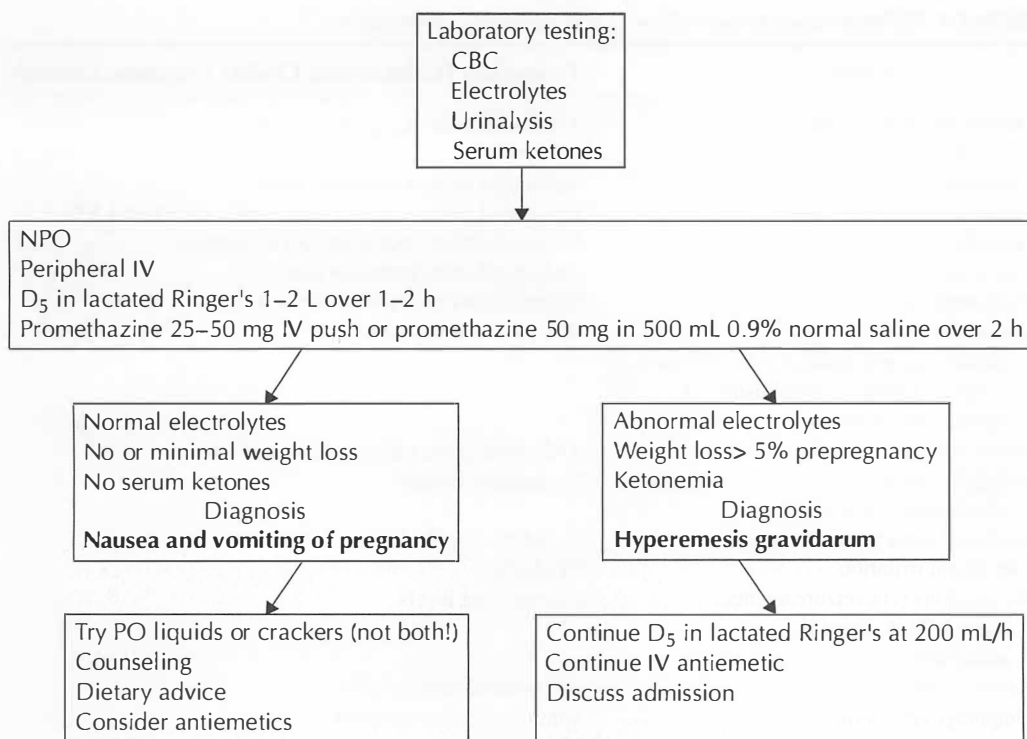 Laboratory testing:
CBC
Electrolytes
Urinalysis
Serum ketones
NPO
Peripheral IV
D5 in lactated Ringer's 1–2 L over 1–2 h
Promethazine 25–50 mg IV push or promethazine 50 mg in 500 mL 0.9% normal saline over 2 h
Normal electrolytes
No or minimal weight loss
No serum ketones
Diagnosis
Nausea and vomiting of pregnancy
Abnormal electrolytes
Weight loss> 5% prepregnancy
Ketonemia
Diagnosis
Hyperemesis gravidarum
Try PO liquids or crackers (not both!)
Counseling
Dietary advice
Consider antiemetics
Continue D5 in lactated Ringer's at 200 mL/h
Continue IV antiemetic
Discuss admission